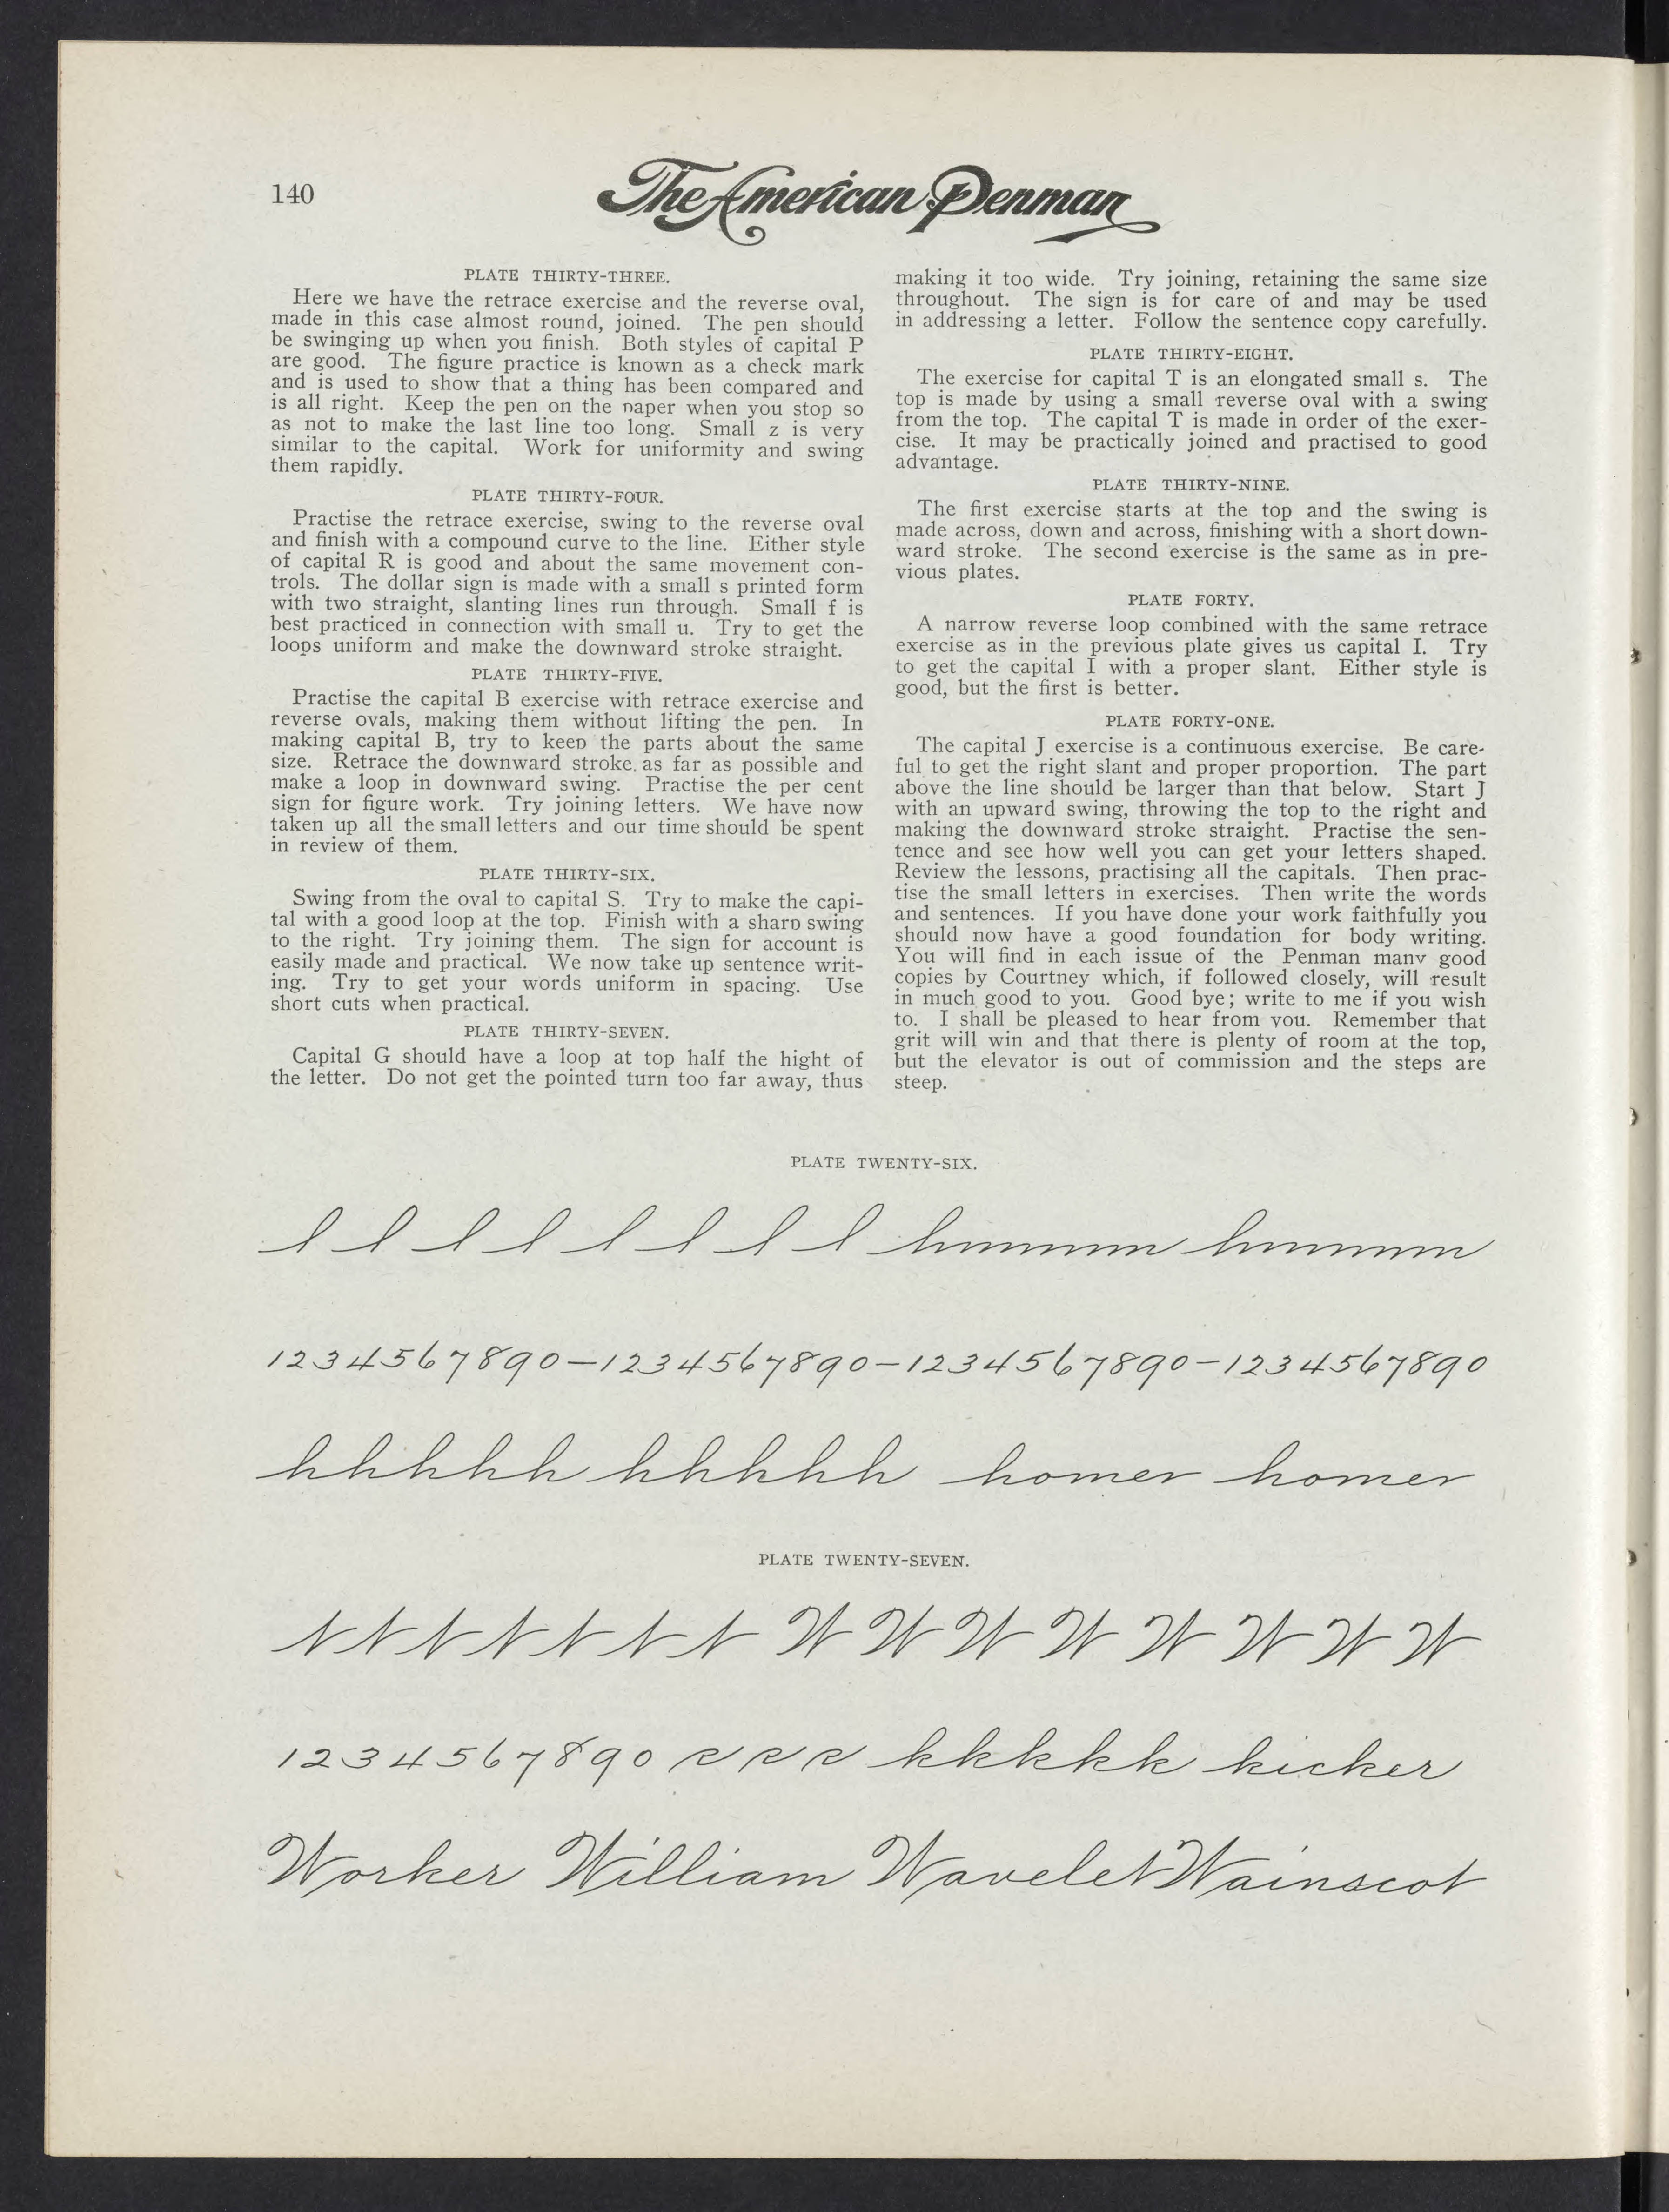 140
The American Penman
PLATE THIRTY-THREE.
Here we have the retrace exercise and the reverse oval,
made in this case almost round, joined. The pen should
be swinging up when you finish. Both styles of capital P
are good. The figure practice is known as a check mark
and is used to show that a thing has been compared and
is all right. Keep the pen on the paper when you stop so
as not to make the last line too long. Small z is very
similar to the capital. Work for uniformity and swing
them rapidly.
PLATE THIRTY-FOUR.
Practise the retrace exercise, swing to the reverse oval
and finish with a compound curve to the line. Either style
of capital R is good and about the same movement con-
trols. The dollar sign is made with a small s printed form
with two straight, slanting lines run through. Small f is
best practiced in connection with small u. Try to get the
loops uniform and make the downward stroke straight.
PLATE THIRTY-FIVE.
Practise the capital B exercise with retrace exercise and
reverse ovals, making them without lifting the pen. In
making capital B, try to keep the parts about the same
size. Retrace the downward stroke as far as possible and
make a loop in downward swing. Practise the per cent
sign for figure work. Try joining letters. We have now
taken up all the small letters and our time should be spent
in review of them.
PLATE THIRTY-SIX.
Swing from the oval to capital S. Try to make the capi-
tal with a good loop at the top. Finish with a sharp swing
to the right. Try joining them. The sign for account is
easily made and practical. We now take up sentence writ-
ing. Try to get your words uniform in spacing. Use
short cuts when practical.
PLATE THIRTY-SEVEN.
Capital G should have a loop at top half the hight of
the letter. Do not get the pointed turn too far away, thus
making it too wide. Try joining, retaining the same size
throughout. The sign is for care of and may be used
in addressing a letter. Follow the sentence copy carefully.
PLATE THIRTY-EIGHT.
The exercise for capital T is an elongated small s. The
top is made by using a small reverse oval with a swing
from the top. The capital T is made in order of the exer-
cise. It may be practically joined and practised to good
advantage.
PLATE THIRTY-NINE.
The first exercise starts at the top and the swing is
made across, down and across, finishing with a short down-
ward stroke. The second exercise is the same as in pre-
vious plates.
PLATE FORTY.
A narrow reverse loop combined with the same retrace
exercise as in the previous plate gives us capital I. Try
to get the capital I with a proper slant. Either style is
good, but the first is better.
PLATE FORTY-ONE.
The capital J exercise is a continuous exercise. Be care-
ful to get the right slant and proper proportion. The part
above the line should be larger than that below. Start J
with an upward swing, throwing the top to the right and
making the downward stroke straight. Practise the sen-
tence and see how well you can get your letters shaped.
Review the lessons, practising all the capitals. Then prac-
tise the small letters in exercises. Then write the words
and sentences. If you have done your work faithfully you
should now have a good foundation for body writing.
You will find in each issue of the Penman many good
copies by Courtney which, if followed closely, will result
in much good to you. Good bye; write to me if you wish
to. I shall be pleased to hear from you. Remember that
grit will win and that there is plenty of room at the top,
but the elevator is out of commission and the steps are
steep.
PLATE TWENTY-SIX.
l l l l l l l l
1234567890-1234567890-1234567890-1234567890
hhhhh hhhhh homer homer
PLATE TWENTY-SEVEN.
W W W W W W W W
1234567890 kkkkk kicker
Worker William Wavelet Wainscot